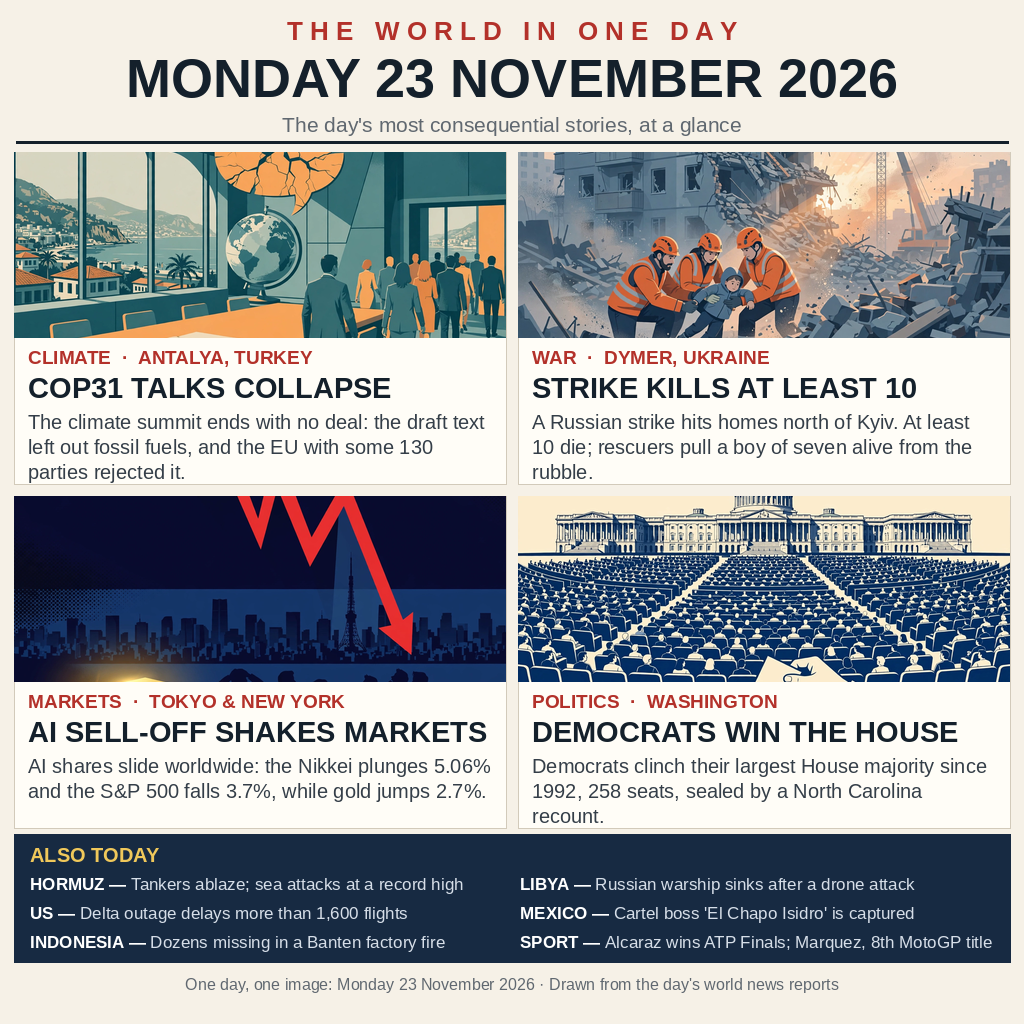 THE WORLD IN ONE DAY
MONDAY 23 NOVEMBER 2026
The day's most consequential stories, at a glance
CLIMATE · ANTALYA, TURKEY
COP31 TALKS COLLAPSE
The climate summit ends with no deal: the draft text
left out fossil fuels, and the EU with some 130
parties rejected it.
WAR · DYMER, UKRAINE
STRIKE KILLS AT LEAST 10
A Russian strike hits homes north of Kyiv. At least
10 die; rescuers pull a boy of seven alive from the
rubble.
MARKETS · TOKYO & NEW YORK
AI SELL-OFF SHAKES MARKETS
AI shares slide worldwide: the Nikkei plunges 5.06%
and the S&P 500 falls 3.7%, while gold jumps 2.7%.
POLITICS · WASHINGTON
DEMOCRATS WIN THE HOUSE
Democrats clinch their largest House majority since
1992, 258 seats, sealed by a North Carolina
recount.
ALSO TODAY
HORMUZ — Tankers ablaze; sea attacks at a record high
US — Delta outage delays more than 1,600 flights
INDONESIA — Dozens missing in a Banten factory fire
LIBYA — Russian warship sinks after a drone attack
MEXICO — Cartel boss 'El Chapo Isidro' is captured
SPORT — Alcaraz wins ATP Finals; Marquez, 8th MotoGP title
One day, one image: Monday 23 November 2026 · Drawn from the day's world news reports